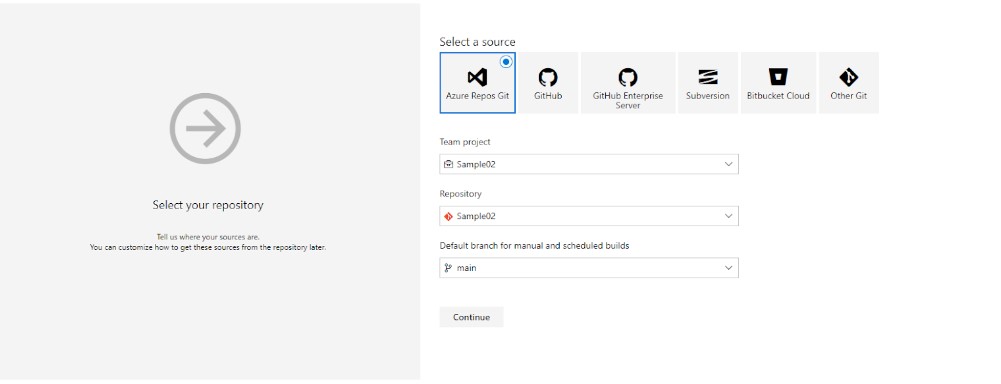 Select your repository
Tell us where your sources are.
You can customize how to get these sources from the repository later.
Select a source
Azure Repos Git
GitHub
GitHub Enterprise
Server
Subversion
Bitbucket Cloud
Other Git
Team project
Sample02
Repository
Sample02
Default branch for manual and scheduled builds
main
Continue